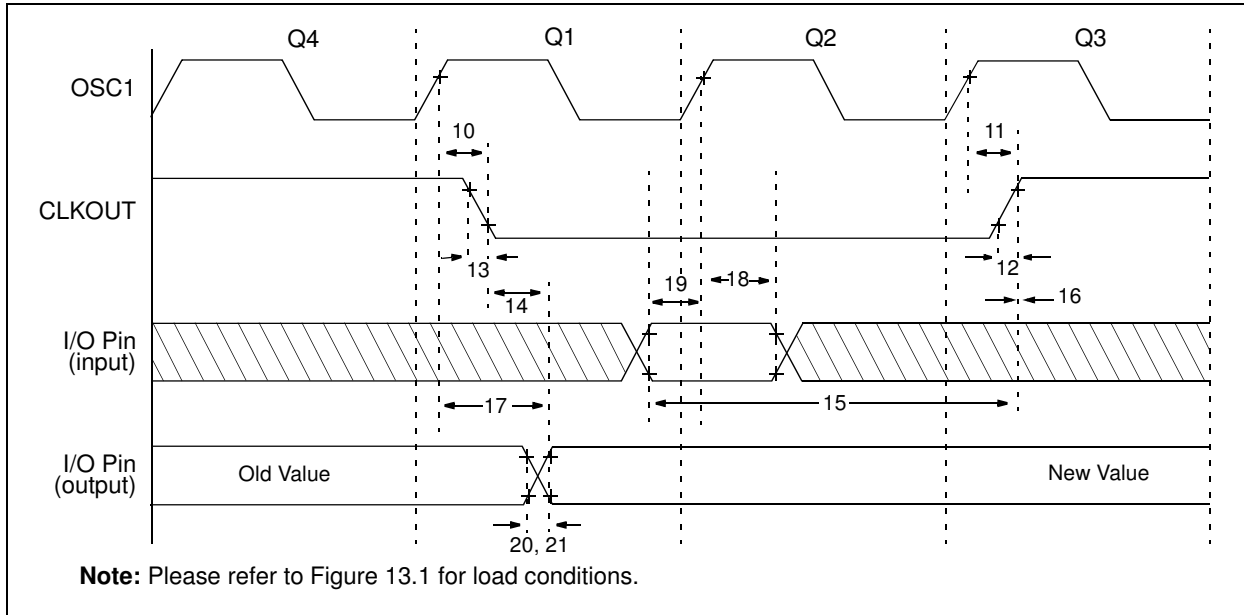 Q4 Q1 Q2 Q3
OSC1
10 11
CLKOUT
13 19 18 12
14 16
I/O Pin
(input)
17 15
I/O Pin
(output)
Old Value New Value
20, 21
Note: Please refer to Figure 13.1 for load conditions.